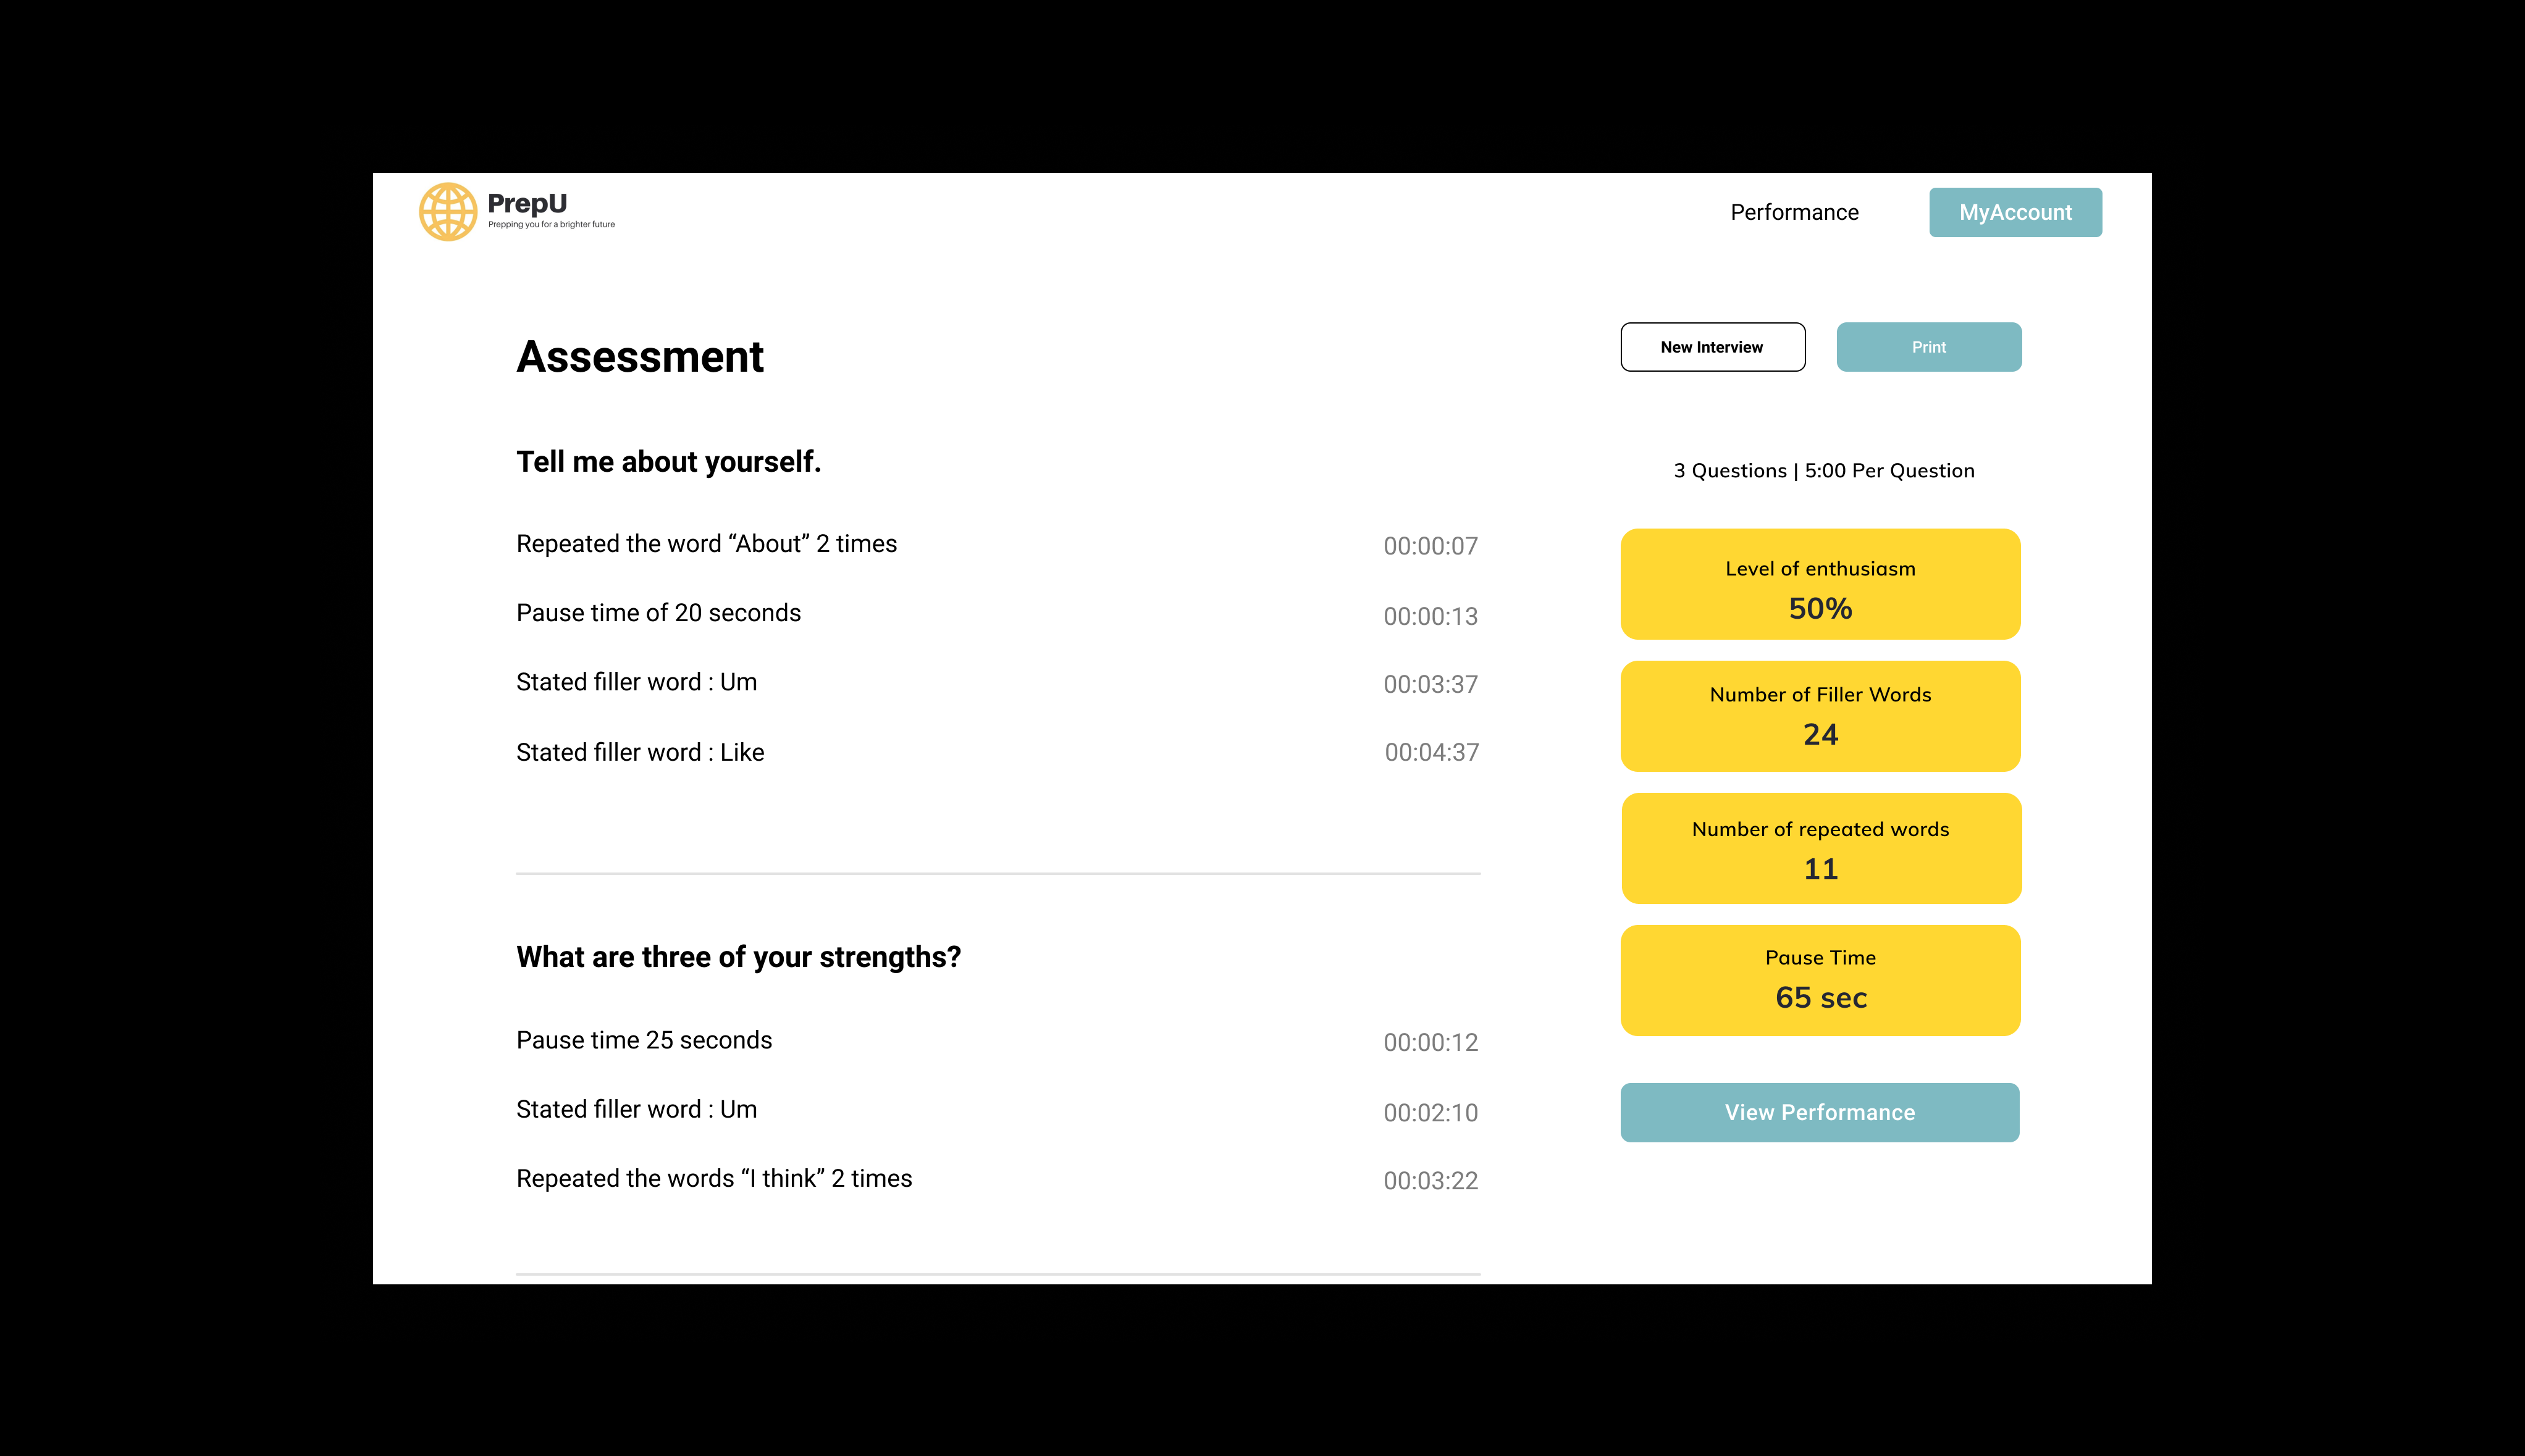 PrepU
Prepping you for a brighter future
Performance
MyAccount
Assessment
New Interview
Print
Tell me about yourself.
3 Questions | 5:00 Per Question
Repeated the word “About” 2 times 00:00:07
Pause time of 20 seconds 00:00:13
Stated filler word : Um 00:03:37
Stated filler word : Like 00:04:37
Level of enthusiasm
50%
Number of Filler Words
24
Number of repeated words
11
Pause Time
65 sec
What are three of your strengths?
Pause time 25 seconds 00:00:12
Stated filler word : Um 00:02:10
Repeated the words “I think” 2 times 00:03:22
View Performance